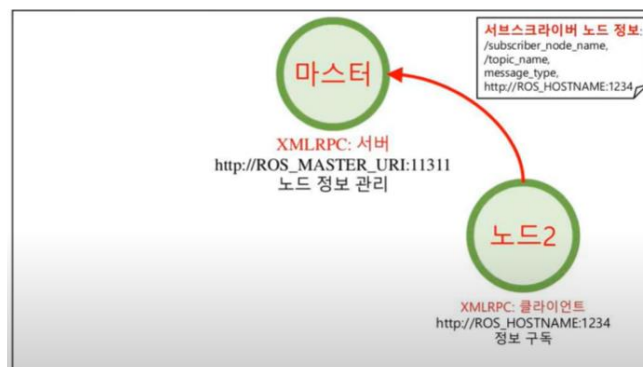 마스터
XMLRPC: 서버
http://ROS_MASTER_URI:11311
노드 정보 관리
서브스크라이버 노드 정보:
/subscriber_node_name,
/topic_name,
message_type,
http://ROS_HOSTNAME:1234
노드2
XMLRPC: 클라이언트
http://ROS_HOSTNAME:1234
정보 구독